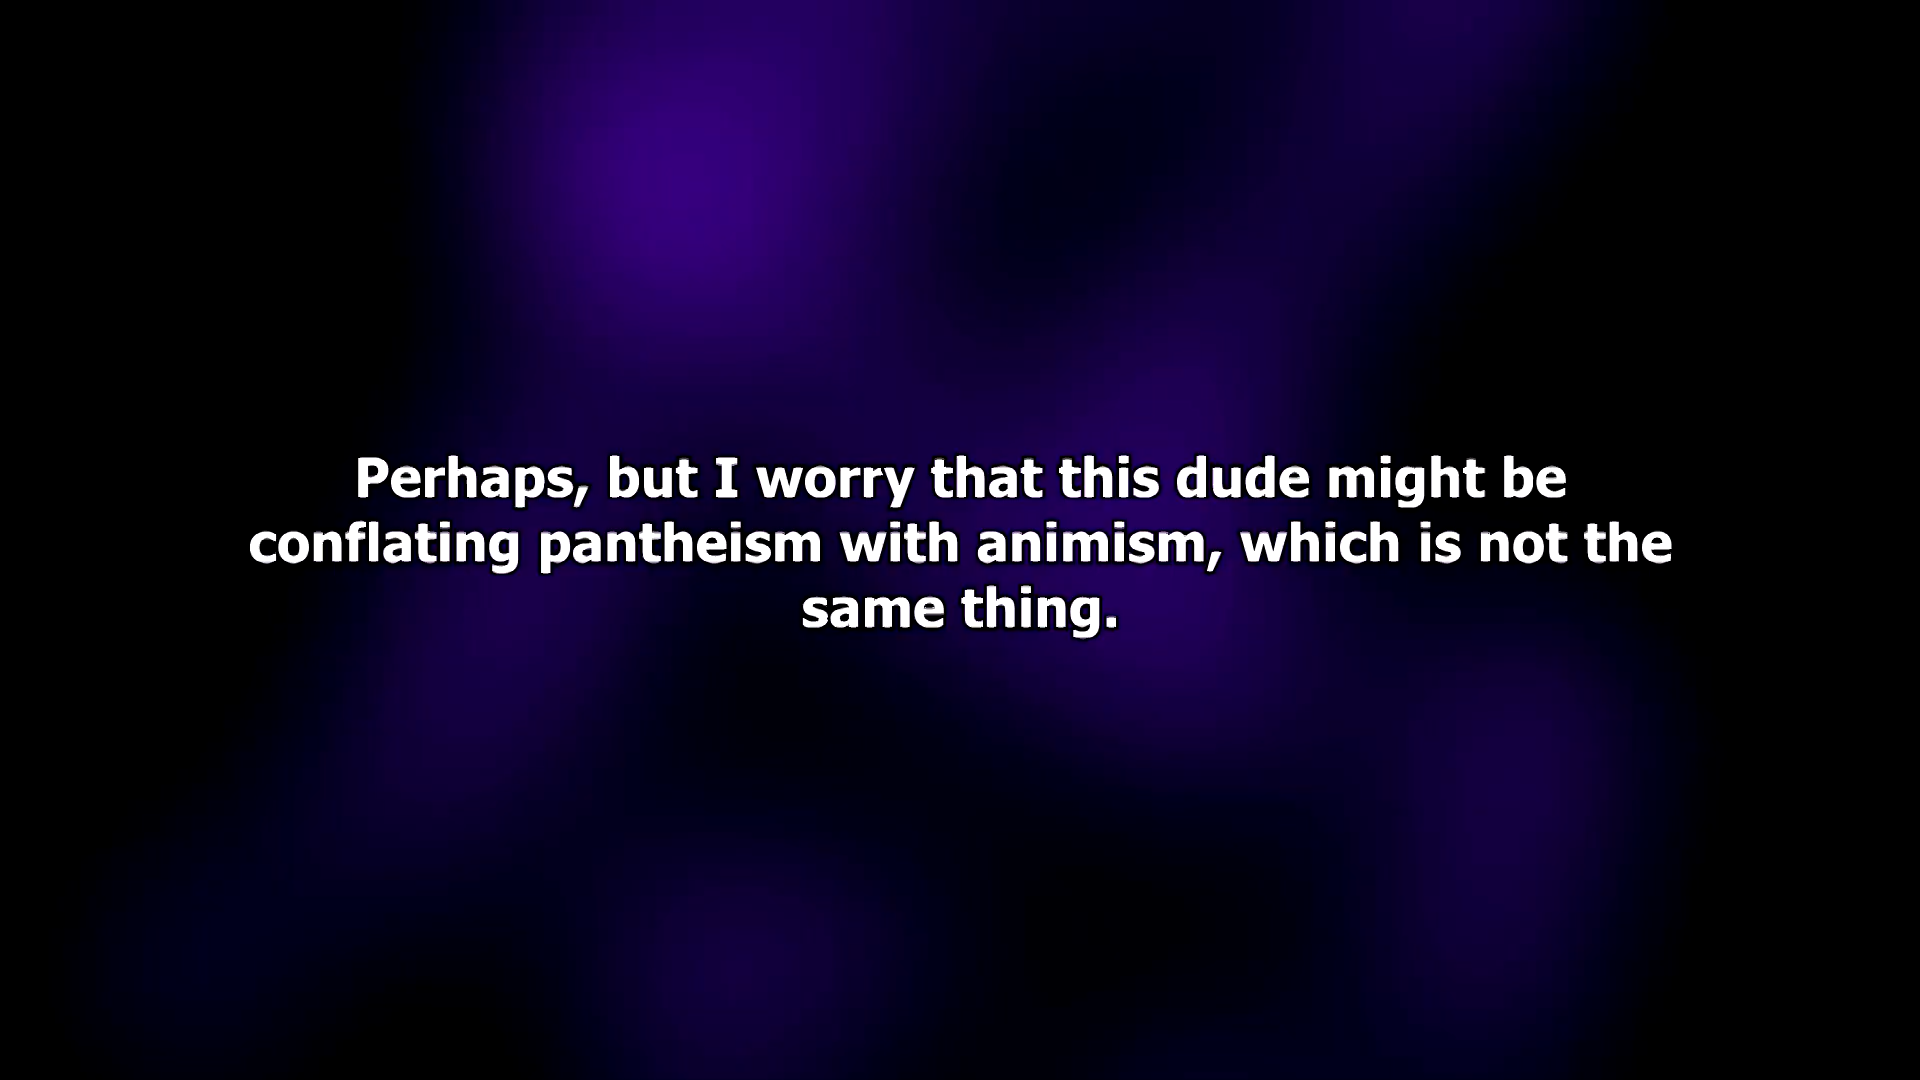 Perhaps, but I worry that this dude might be
conflating pantheism with animism, which is not the
same thing.